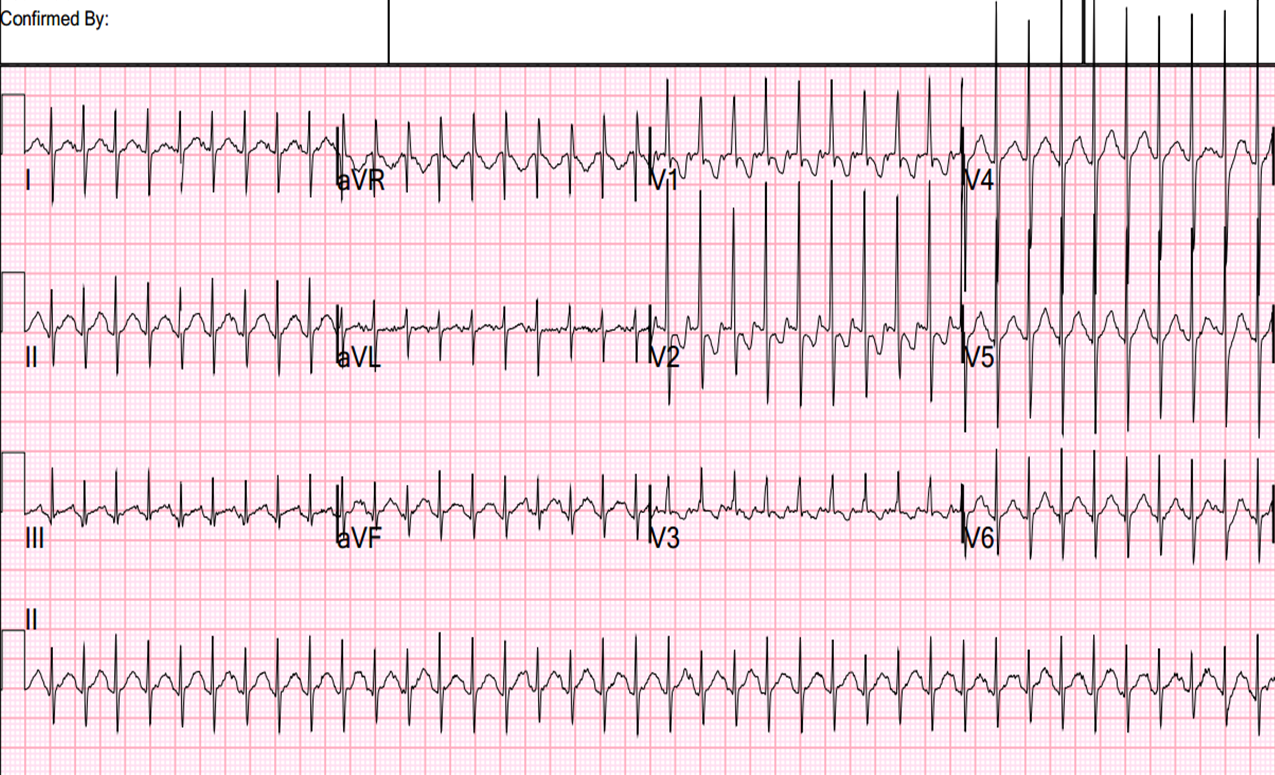 Confirmed By:
I aVR V1 V4
II aVL V2 V5
III aVF V3 V6
II